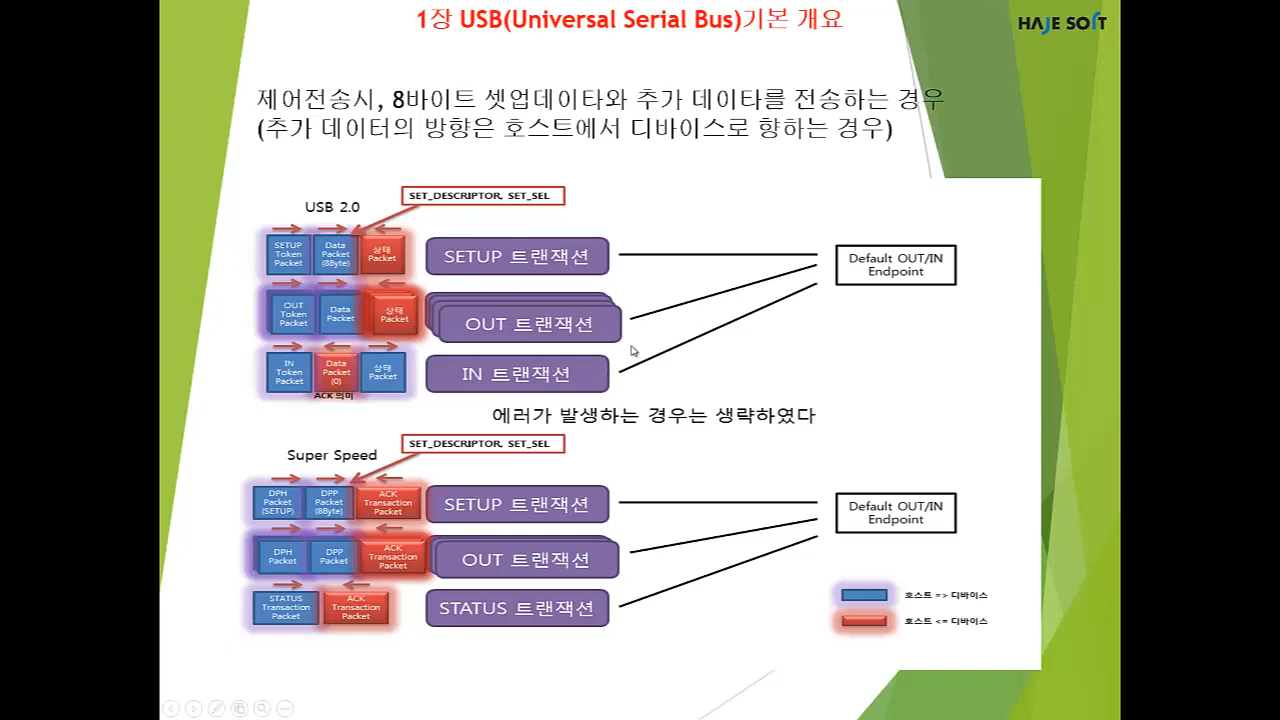 1장 USB(Universal Serial Bus)기본 개요
HAJE SOFT
제어전송시, 8바이트 셋업데이타와 추가 데이타를 전송하는 경우
(추가 데이터의 방향은 호스트에서 디바이스로 향하는 경우)
SET_DESCRIPTOR, SET_SEL
USB 2.0
SETUP
Token
Packet
Data
Packet
(8Byte)
상태
Packet
SETUP 트랜잭션
Default OUT/IN
Endpoint
OUT
Token
Packet
Data
Packet
상태
Packet
OUT 트랜잭션
IN
Token
Packet
Data
Packet
(0)
상태
Packet
IN 트랜잭션
ACK 의미
에러가 발생하는 경우는 생략하였다
SET_DESCRIPTOR, SET_SEL
Super Speed
DPH
Packet
(SETUP)
DPP
Packet
(8Byte)
ACK
Transaction
Packet
SETUP 트랜잭션
Default OUT/IN
Endpoint
DPH
Packet
DPP
Packet
ACK
Transaction
Packet
OUT 트랜잭션
STATUS
Transaction
Packet
ACK
Transaction
Packet
STATUS 트랜잭션
호스트 => 디바이스
호스트 <= 디바이스